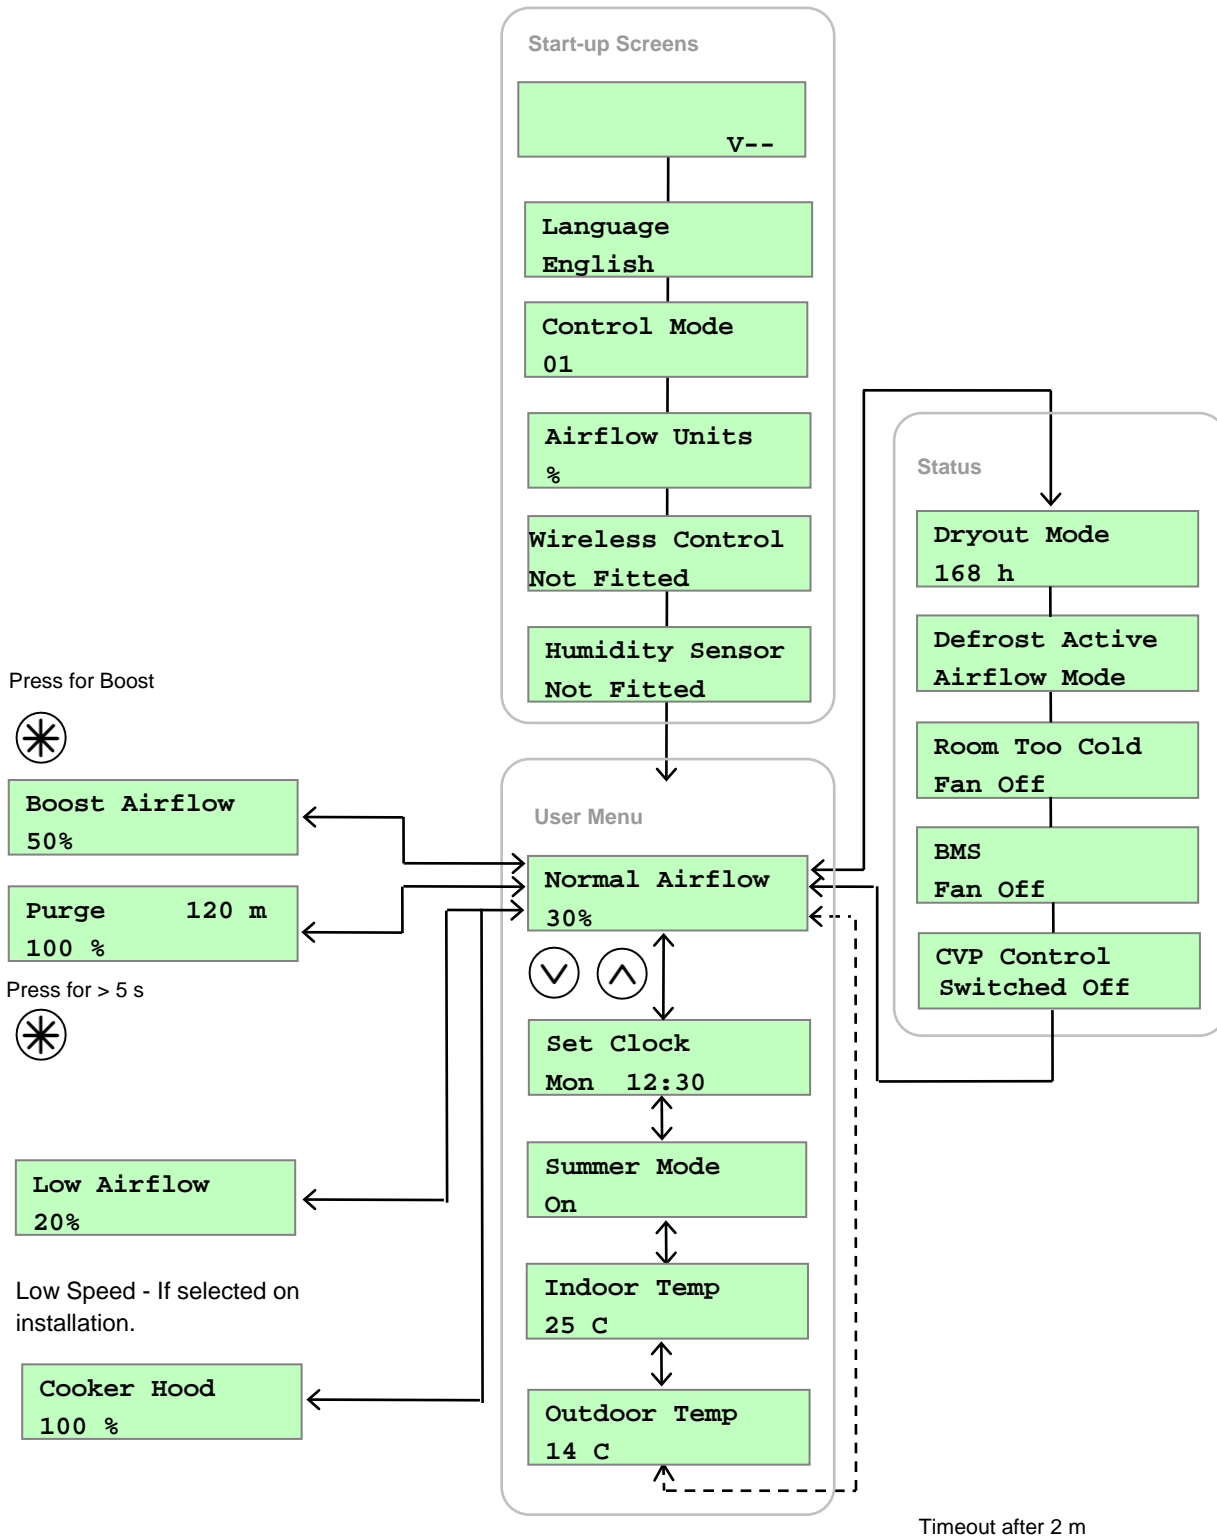 Start-up Screens
V--
Language
English
Control Mode
01
Airflow Units
%
Wireless Control
Not Fitted
Humidity Sensor
Not Fitted
Status
Dryout Mode
168 h
Defrost Active
Airflow Mode
Room Too Cold
Fan Off
BMS
Fan Off
CVP Control
Switched Off
Press for Boost
Boost Airflow
50%
Purge 120 m
100 %
Press for > 5 s
Low Airflow
20%
Low Speed - If selected on
installation.
Cooker Hood
100 %
User Menu
Normal Airflow
30%
Set Clock
Mon 12:30
Summer Mode
On
Indoor Temp
25 C
Outdoor Temp
14 C
Timeout after 2 m